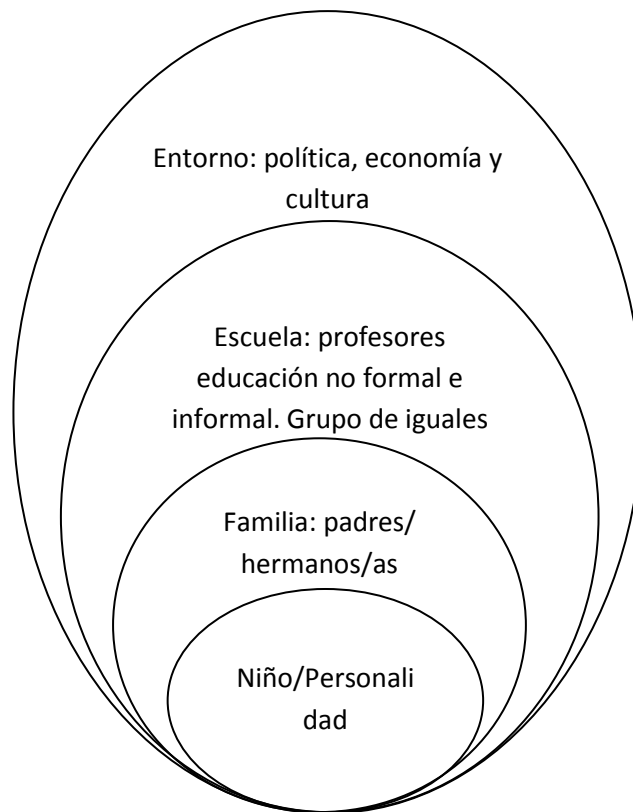 Entorno: política, economía y
cultura
Escuela: profesores
educación no formal e
informal. Grupo de iguales
Familia: padres/
hermanos/as
Niño/Personali
dad